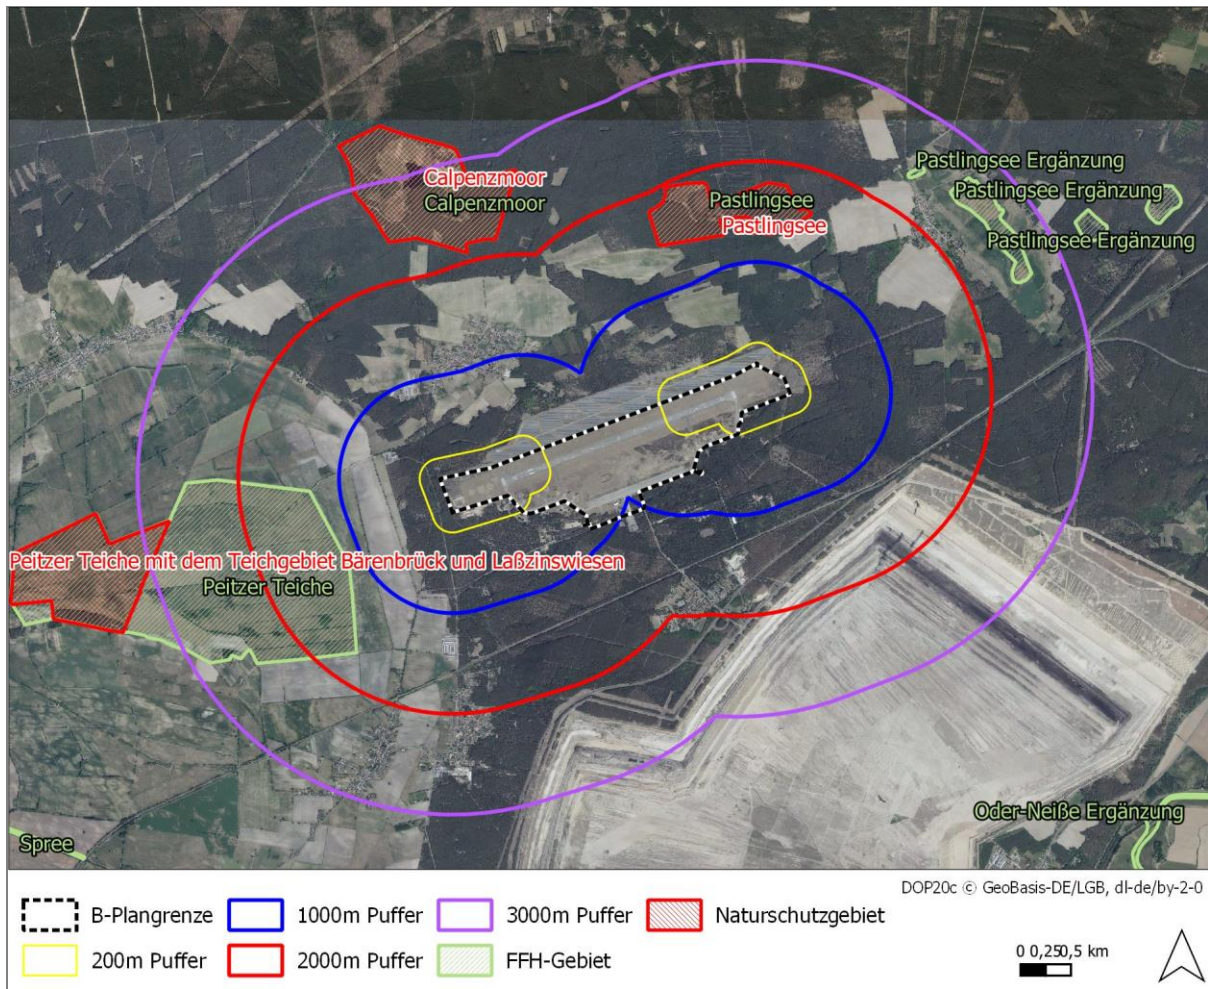 Calpenzmoor
Calpenzmoor
Pastlingsee
Pastlingsee
Pastlingsee Ergänzung
Pastlingsee Ergänzung
Pastlingsee Ergänzung
Peitzer Teiche mit dem Teichgebiet Bärenbrück und Laßzinswiesen
Peitzer Teiche
Oder-Neiße Ergänzung
Spree
DOP20c © GeoBasis-DE/LGB, dl-de/by-2-0
B-Plangrenze
1000m Puffer
3000m Puffer
Naturschutzgebiet
200m Puffer
2000m Puffer
FFH-Gebiet
0 0,250,5 km